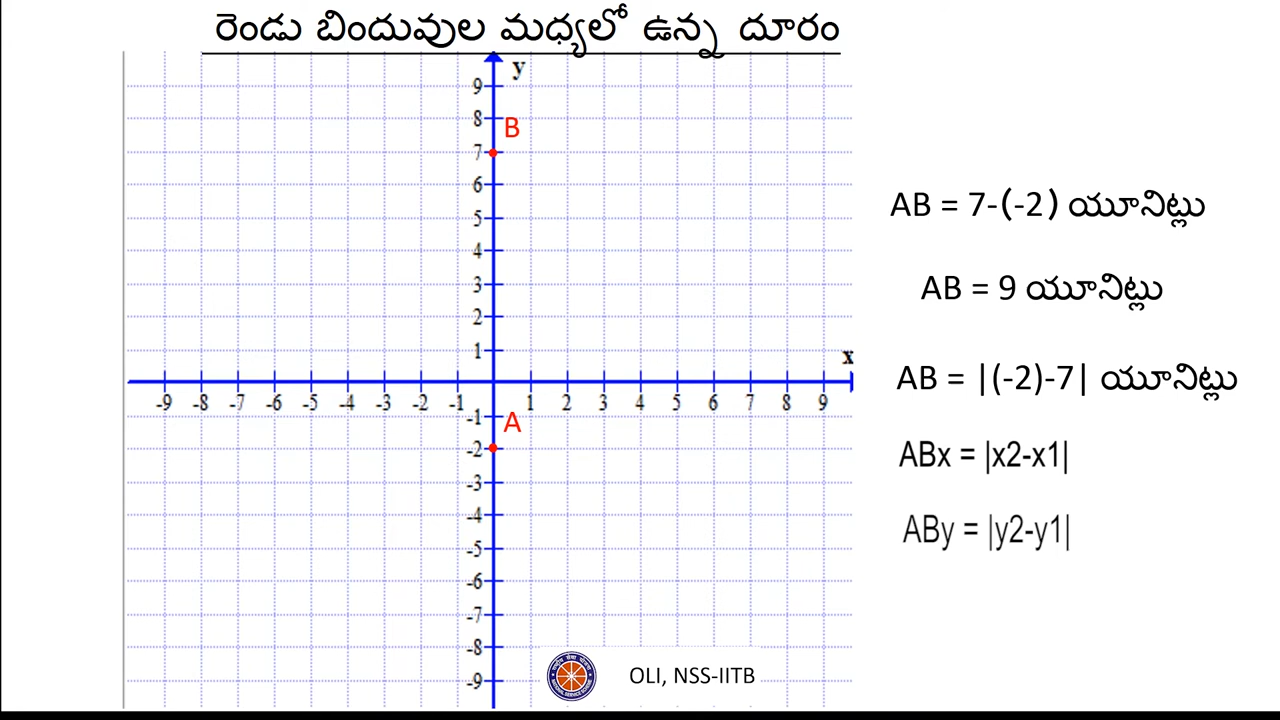 రెండు బిందువుల మధ్యలో ఉన్న దూరం
y
9
8
B
7
6
5
4
3
2
1
x
-9 -8 -7 -6 -5 -4 -3 -2 -1 1 2 3 4 5 6 7 8 9
-1
A
-2
-3
-4
-5
-6
-7
-8
-9
AB = 7-(-2) యూనిట్లు
AB = 9 యూనిట్లు
AB = |(-2)-7| యూనిట్లు
ABx = |x2-x1|
ABy = |y2-y1|
OLI, NSS-IITB